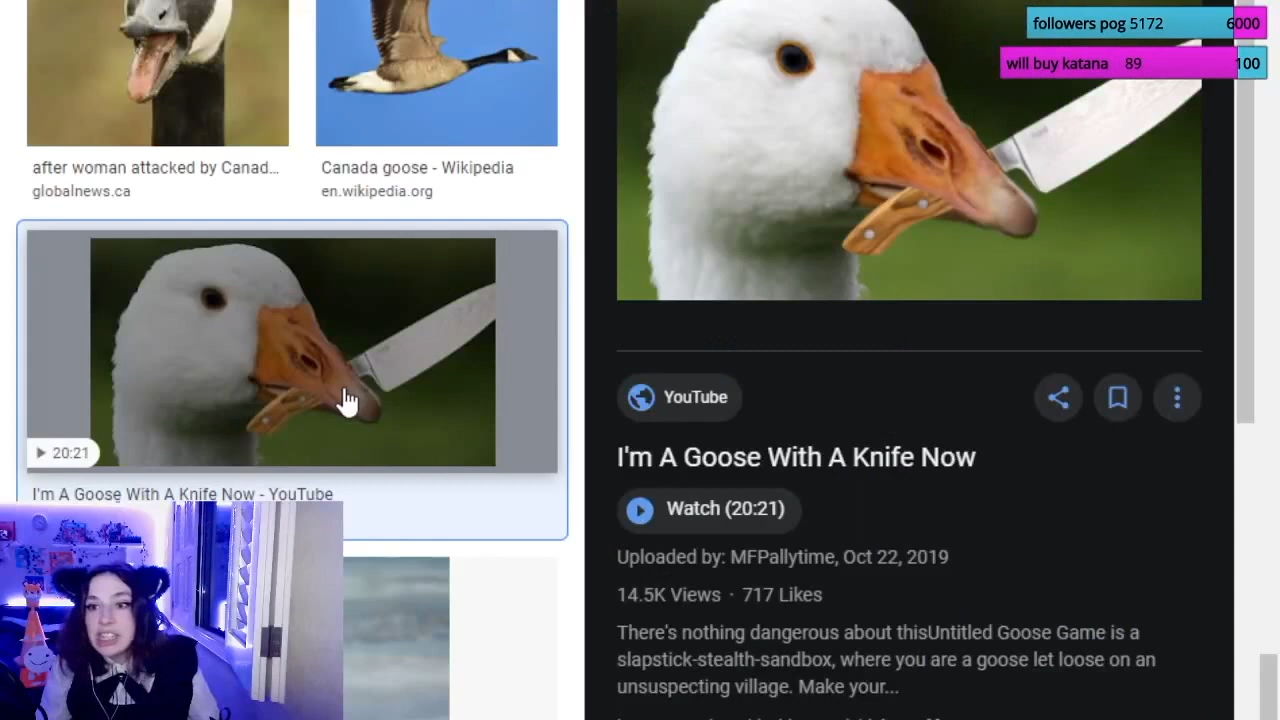 followers pog 5172 6000
will buy katana 89 100
after woman attacked by Canad...
globalnews.ca
Canada goose - Wikipedia
en.wikipedia.org
20:21
I'm A Goose With A Knife Now - YouTube
YouTube
I'm A Goose With A Knife Now
Watch (20:21)
Uploaded by: MFPallytime, Oct 22, 2019
14.5K Views · 717 Likes
There's nothing dangerous about thisUntitled Goose Game is a
slapstick-stealth-sandbox, where you are a goose let loose on an
unsuspecting village. Make your...